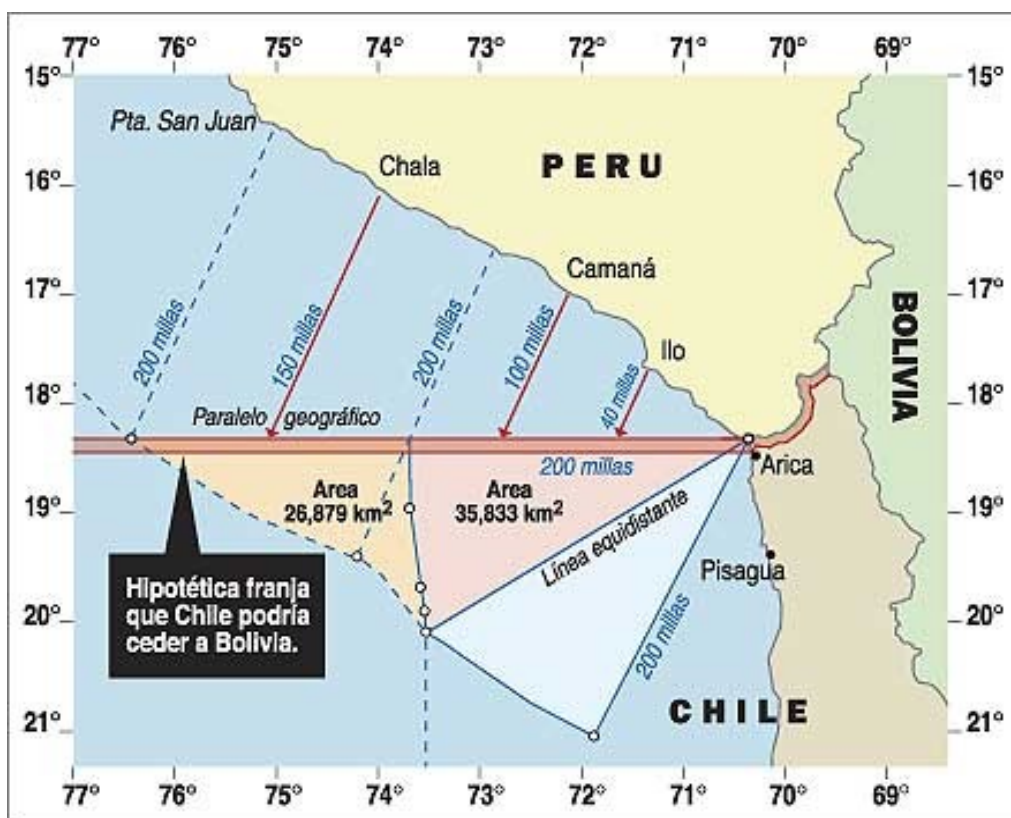 77° 76° 75° 74° 73° 72° 71° 70° 69°
15° 15°
Pta. San Juan
Chala
PERU
16° 16°
Camaná
17° 17°
BOLIVIA
200 millas
150 millas
200 millas
100 millas
Ilo
40 millas
18° 18°
Paralelo geográfico
200 millas
Arica
Area
26,879 km²
Area
35,833 km²
19° 19°
Línea equidistante
Pisagua
Hipotética franja
que Chile podría
ceder a Bolivia.
20° 20°
200 millas
CHILE
21° 21°
77° 76° 75° 74° 73° 72° 71° 70° 69°